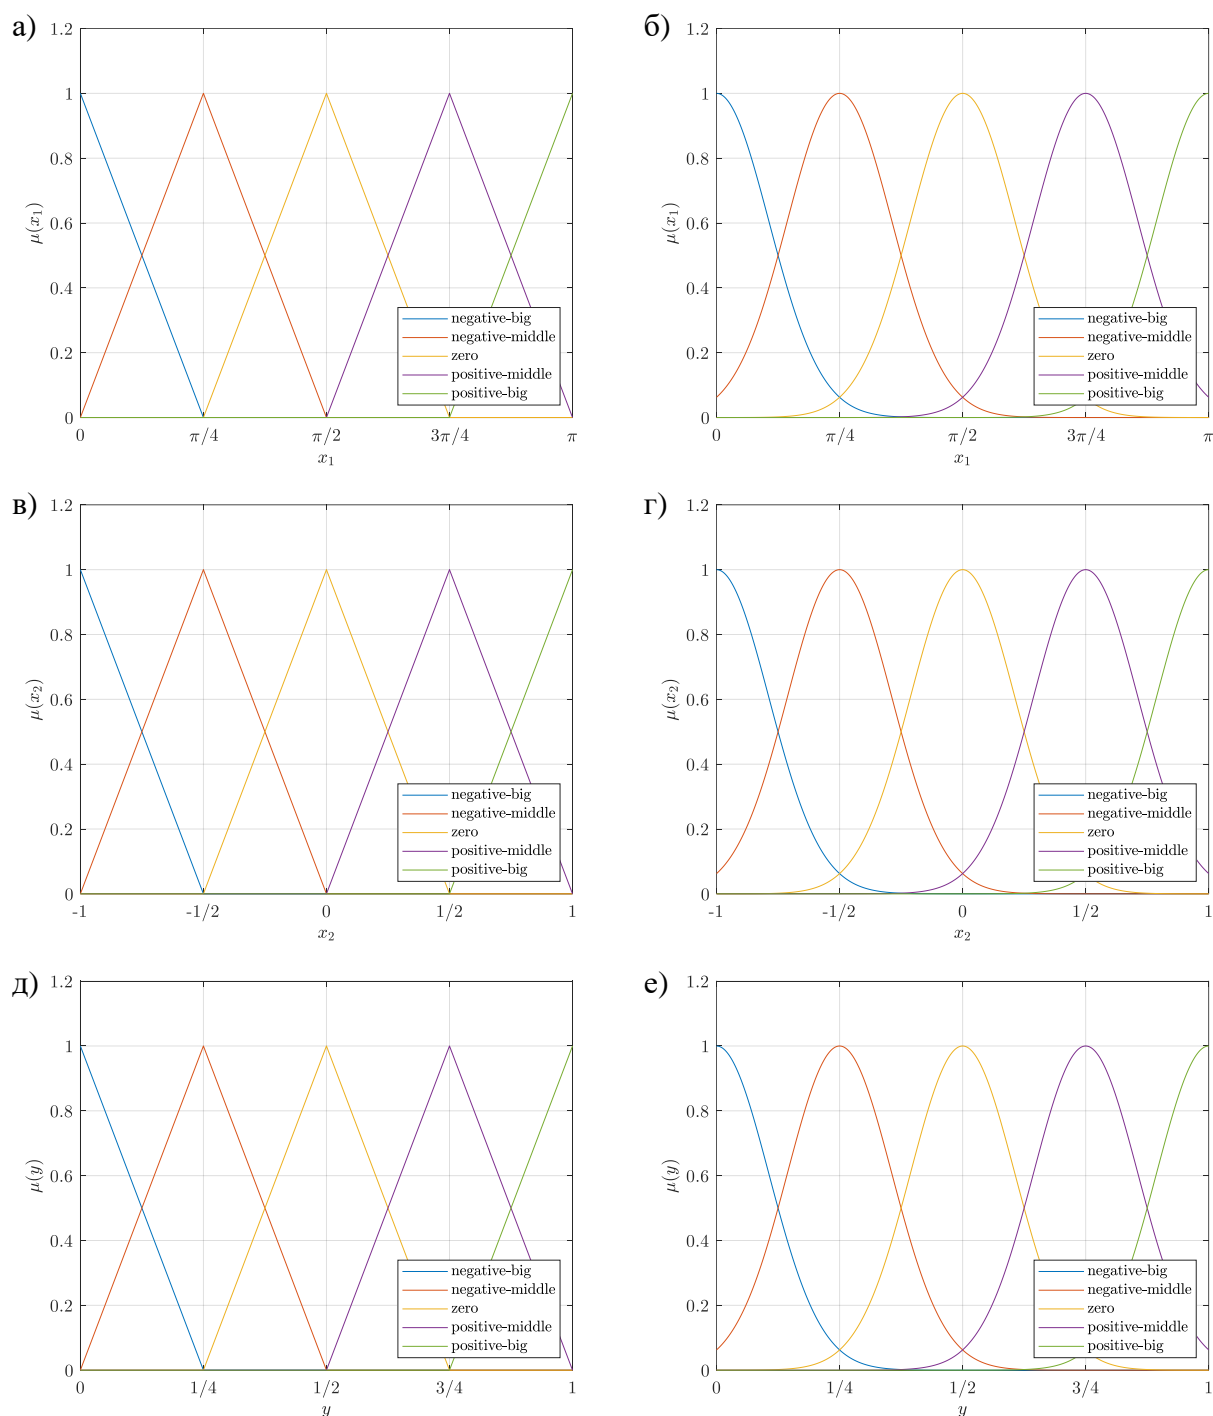 а)
1.2
1
0.8
0.6
0.4
0.2
0
μ(x₁)
negative-big
negative-middle
zero
positive-middle
positive-big
0 π/4 π/2 3π/4 π
x₁
б)
1.2
1
0.8
0.6
0.4
0.2
0
μ(x₁)
negative-big
negative-middle
zero
positive-middle
positive-big
0 π/4 π/2 3π/4 π
x₁
в)
1.2
1
0.8
0.6
0.4
0.2
0
μ(x₂)
negative-big
negative-middle
zero
positive-middle
positive-big
-1 -1/2 0 1/2 1
x₂
г)
1.2
1
0.8
0.6
0.4
0.2
0
μ(x₂)
negative-big
negative-middle
zero
positive-middle
positive-big
-1 -1/2 0 1/2 1
x₂
д)
1.2
1
0.8
0.6
0.4
0.2
0
μ(y)
negative-big
negative-middle
zero
positive-middle
positive-big
0 1/4 1/2 3/4 1
y
е)
1.2
1
0.8
0.6
0.4
0.2
0
μ(y)
negative-big
negative-middle
zero
positive-middle
positive-big
0 1/4 1/2 3/4 1
y